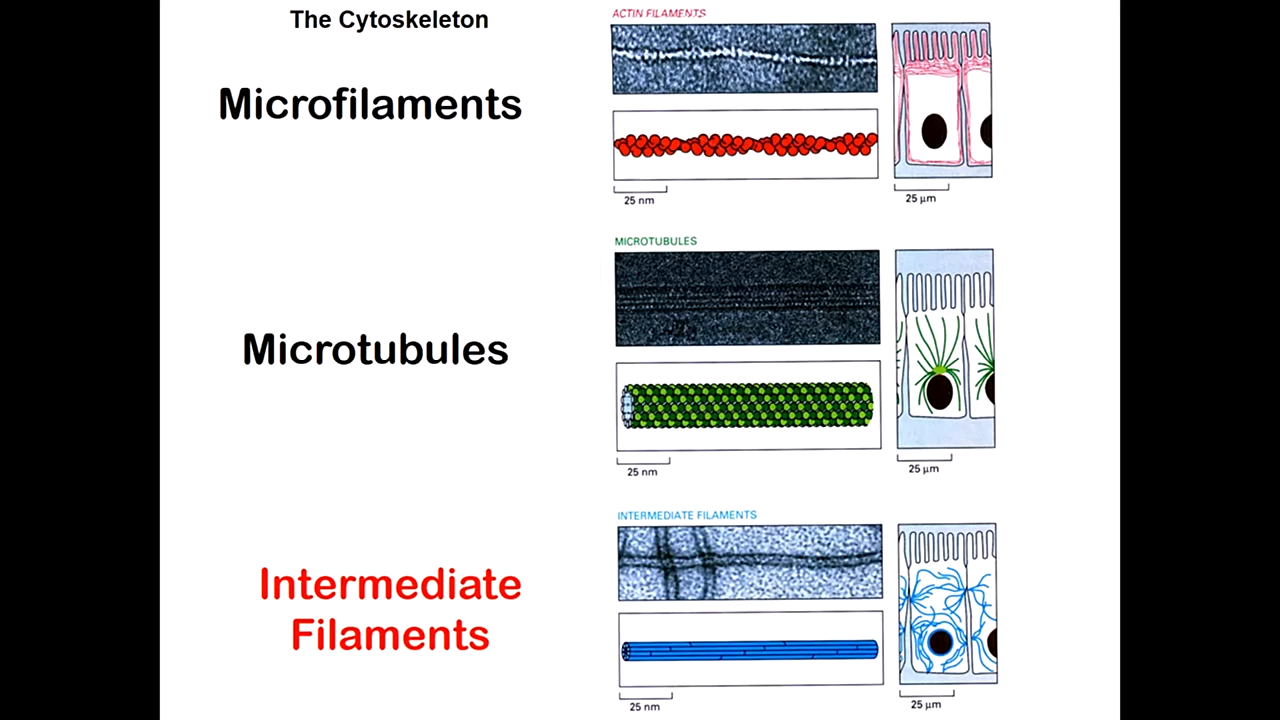 The Cytoskeleton
Microfilaments
ACTIN FILAMENTS
25 nm
25 µm
Microtubules
MICROTUBULES
25 nm
25 µm
Intermediate
Filaments
INTERMEDIATE FILAMENTS
25 nm
25 µm